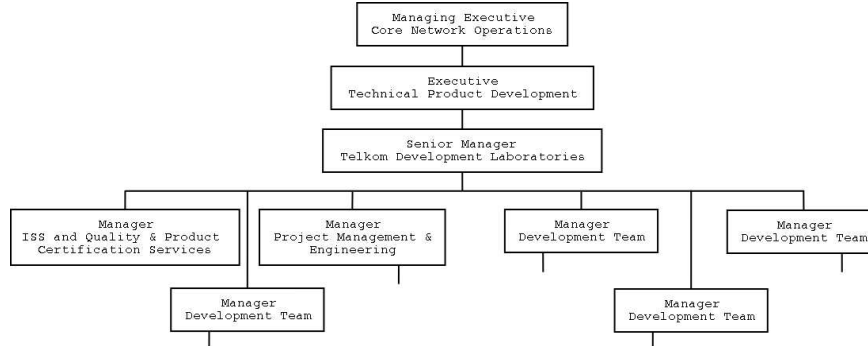 Managing Executive
Core Network Operations
Executive
Technical Product Development
Senior Manager
Telkom Development Laboratories
Manager
ISS and Quality & Product
Certification Services
Manager
Project Management &
Engineering
Manager
Development Team
Manager
Development Team
Manager
Development Team
Manager
Development Team